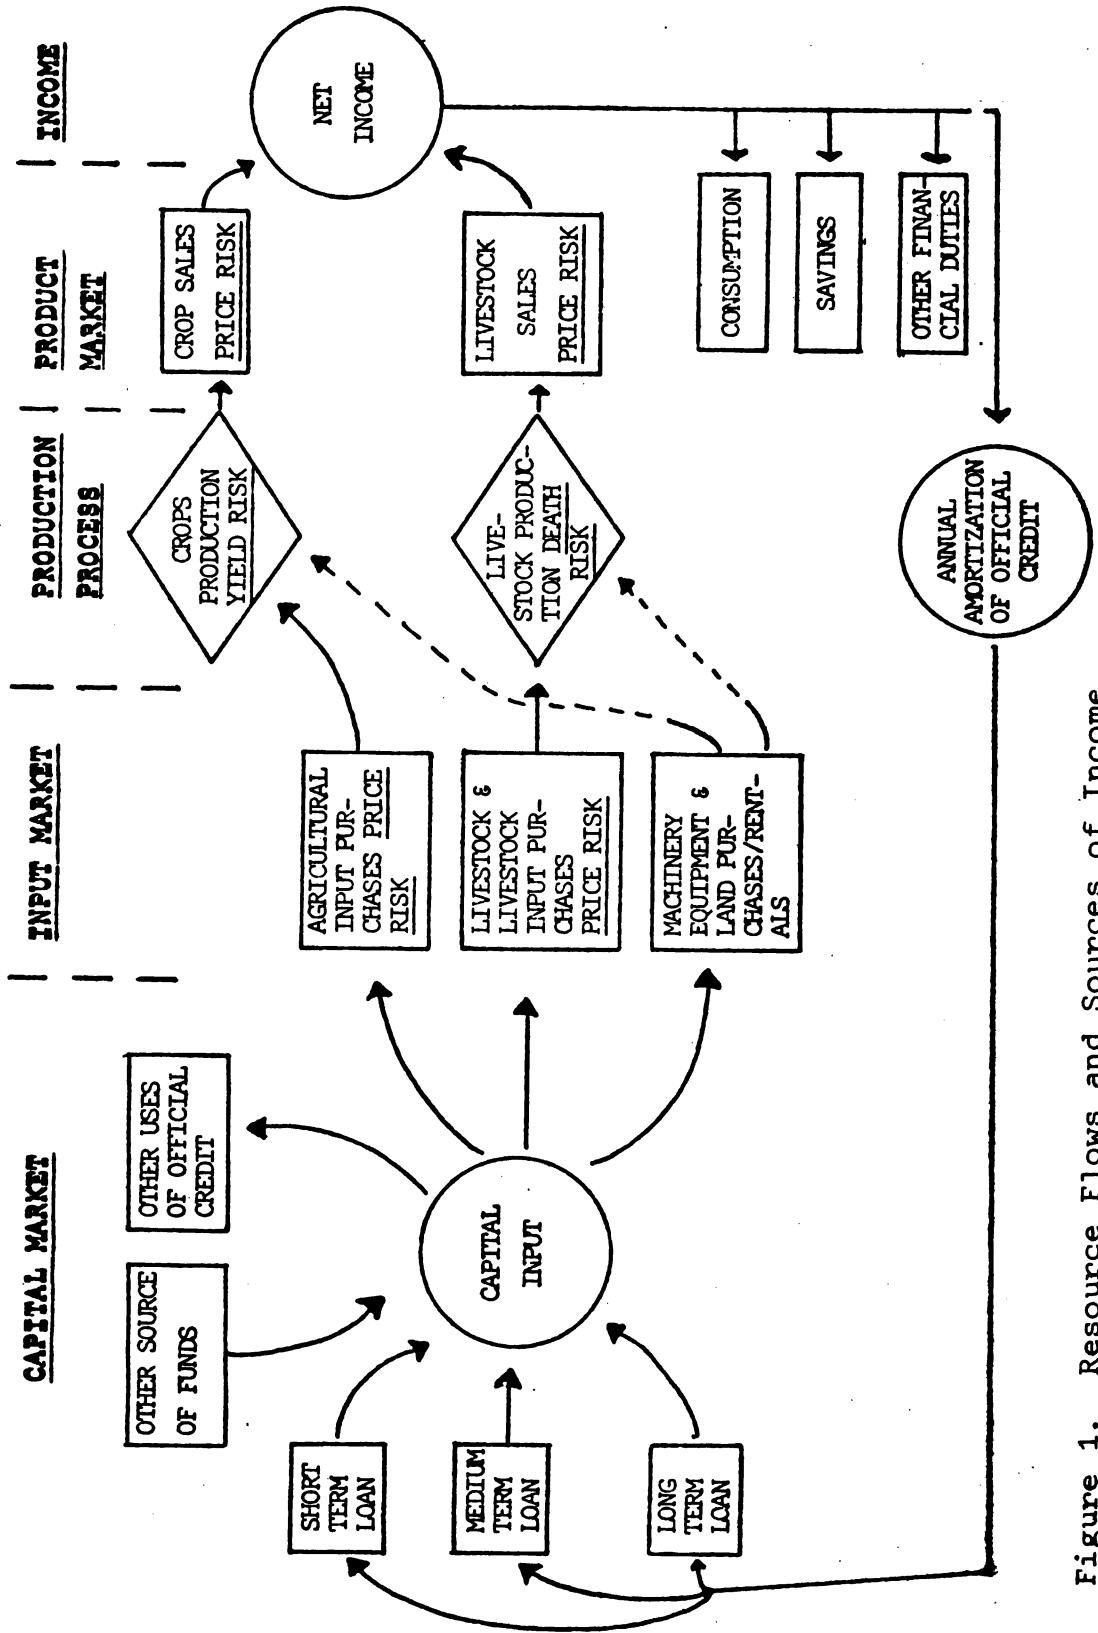 CAPITAL MARKET
INPUT MARKET
PRODUCTION
PROCESS
PRODUCT
MARKET
INCOME
OTHER SOURCE
OF FUNDS
OTHER USES
OF OFFICIAL
CREDIT
SHORT
TERM
LOAN
MEDIUM
TERM
LOAN
LONG
TERM
LOAN
CAPITAL
INPUT
AGRICULTURAL
INPUT PUR-
CHASES PRICE
RISK
LIVESTOCK &
LIVESTOCK
INPUT PUR-
CHASES
PRICE RISK
MACHINERY
EQUIPMENT &
LAND PUR-
CHASES/RENT-
ALS
CROPS
PRODUCTION
YIELD RISK
LIVE-
STOCK PRODUC-
TION DEATH
RISK
CROP SALES
PRICE RISK
LIVESTOCK
SALES
PRICE RISK
NET
INCOME
CONSUMPTION
SAVINGS
OTHER FINAN-
CIAL DUTIES
ANNUAL
AMORTIZATION
OF OFFICIAL
CREDIT
Figure 1. Resource Flows and Sources of Income